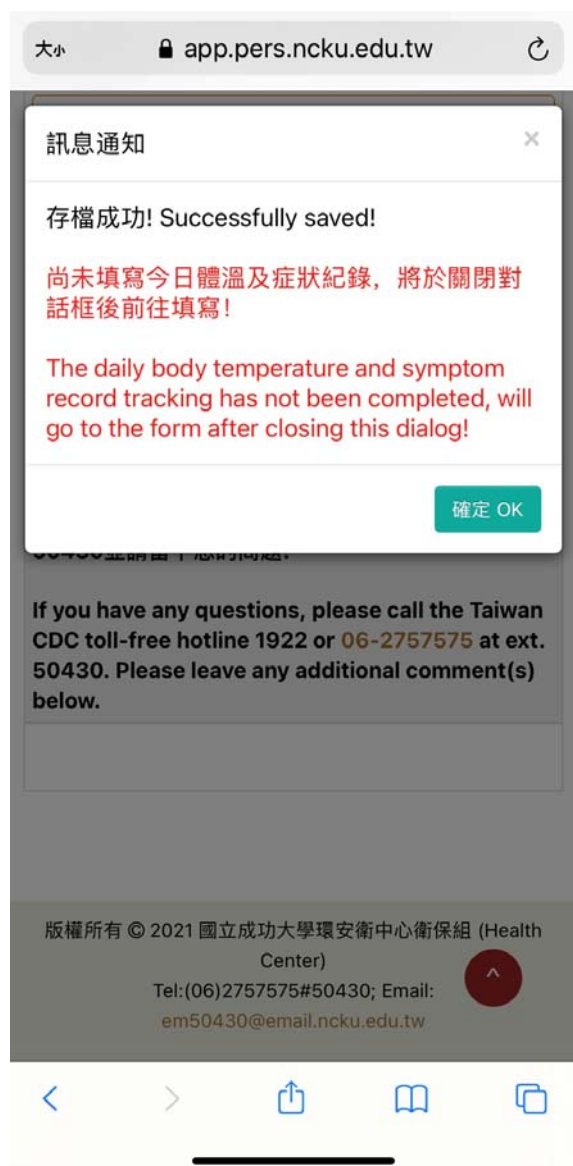 大小 app.pers.ncku.edu.tw
訊息通知 ×
存檔成功! Successfully saved!
尚未填寫今日體溫及症狀紀錄，將於關閉對
話框後前往填寫！
The daily body temperature and symptom
record tracking has not been completed, will
go to the form after closing this dialog!
確定 OK
If you have any questions, please call the Taiwan
CDC toll-free hotline 1922 or 06-2757575 at ext.
50430. Please leave any additional comment(s)
below.
版權所有 © 2021 國立成功大學環安衛中心衛保組 (Health
Center)
Tel:(06)2757575#50430; Email:
em50430@email.ncku.edu.tw